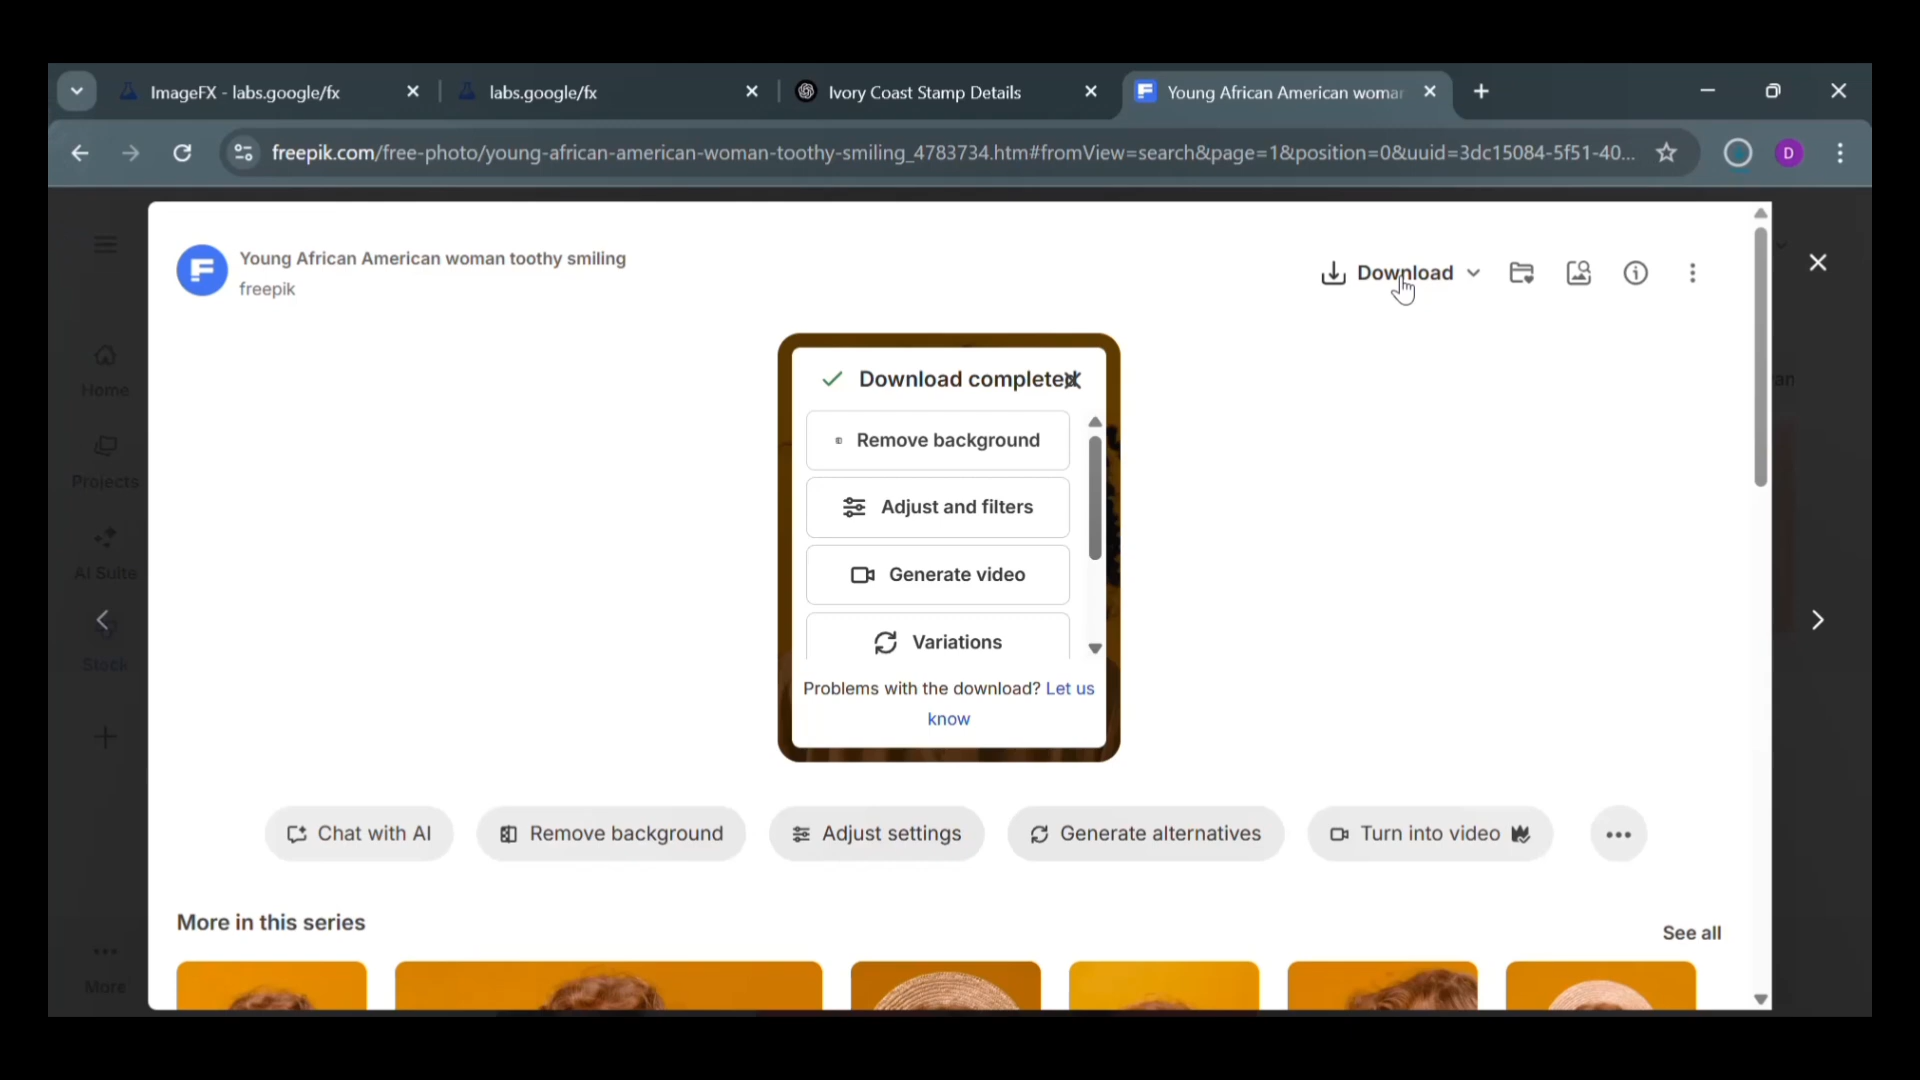 ImageFX - labs.google/fx
labs.google/fx
Ivory Coast Stamp Details
Young African American woman
freepik.com/free-photo/young-african-american-woman-toothy-smiling_4783734.htm#fromView=search&page=1&position=0&uuid=3dc15084-5f51-40...
D
Young African American woman toothy smiling
freepik
Download
Home
Projects
AI Suite
Stock
More
Download completed
Remove background
Adjust and filters
Generate video
Variations
Problems with the download? Let us
know
Chat with AI
Remove background
Adjust settings
Generate alternatives
Turn into video
More in this series
See all